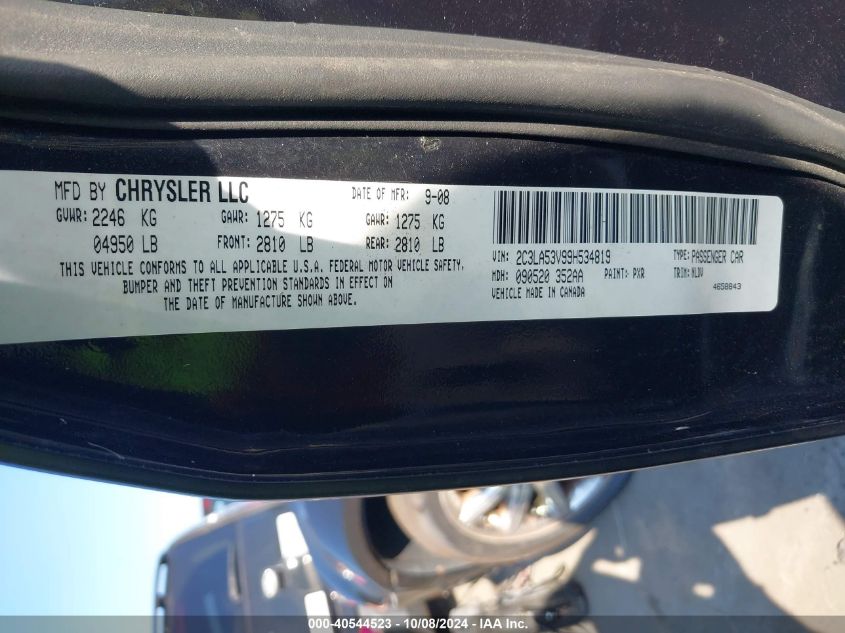 MFD BY CHRYSLER LLC DATE OF MFR: 9-08
GVWR: 2246 KG GAWR: 1275 KG GAWR: 1275 KG
04950 LB FRONT: 2810 LB REAR: 2810 LB
THIS VEHICLE CONFORMS TO ALL APPLICABLE U.S.A. FEDERAL MOTOR VEHICLE SAFETY,
BUMPER AND THEFT PREVENTION STANDARDS IN EFFECT ON
THE DATE OF MANUFACTURE SHOWN ABOVE.
VIN: 2C3LA53V99H534819 TYPE: PASSENGER CAR
MDH: 090520 352AA PAINT: PXR TRIM: NLDV
VEHICLE MADE IN CANADA 4658843
000-40544523 - 10/08/2024 - IAA Inc.